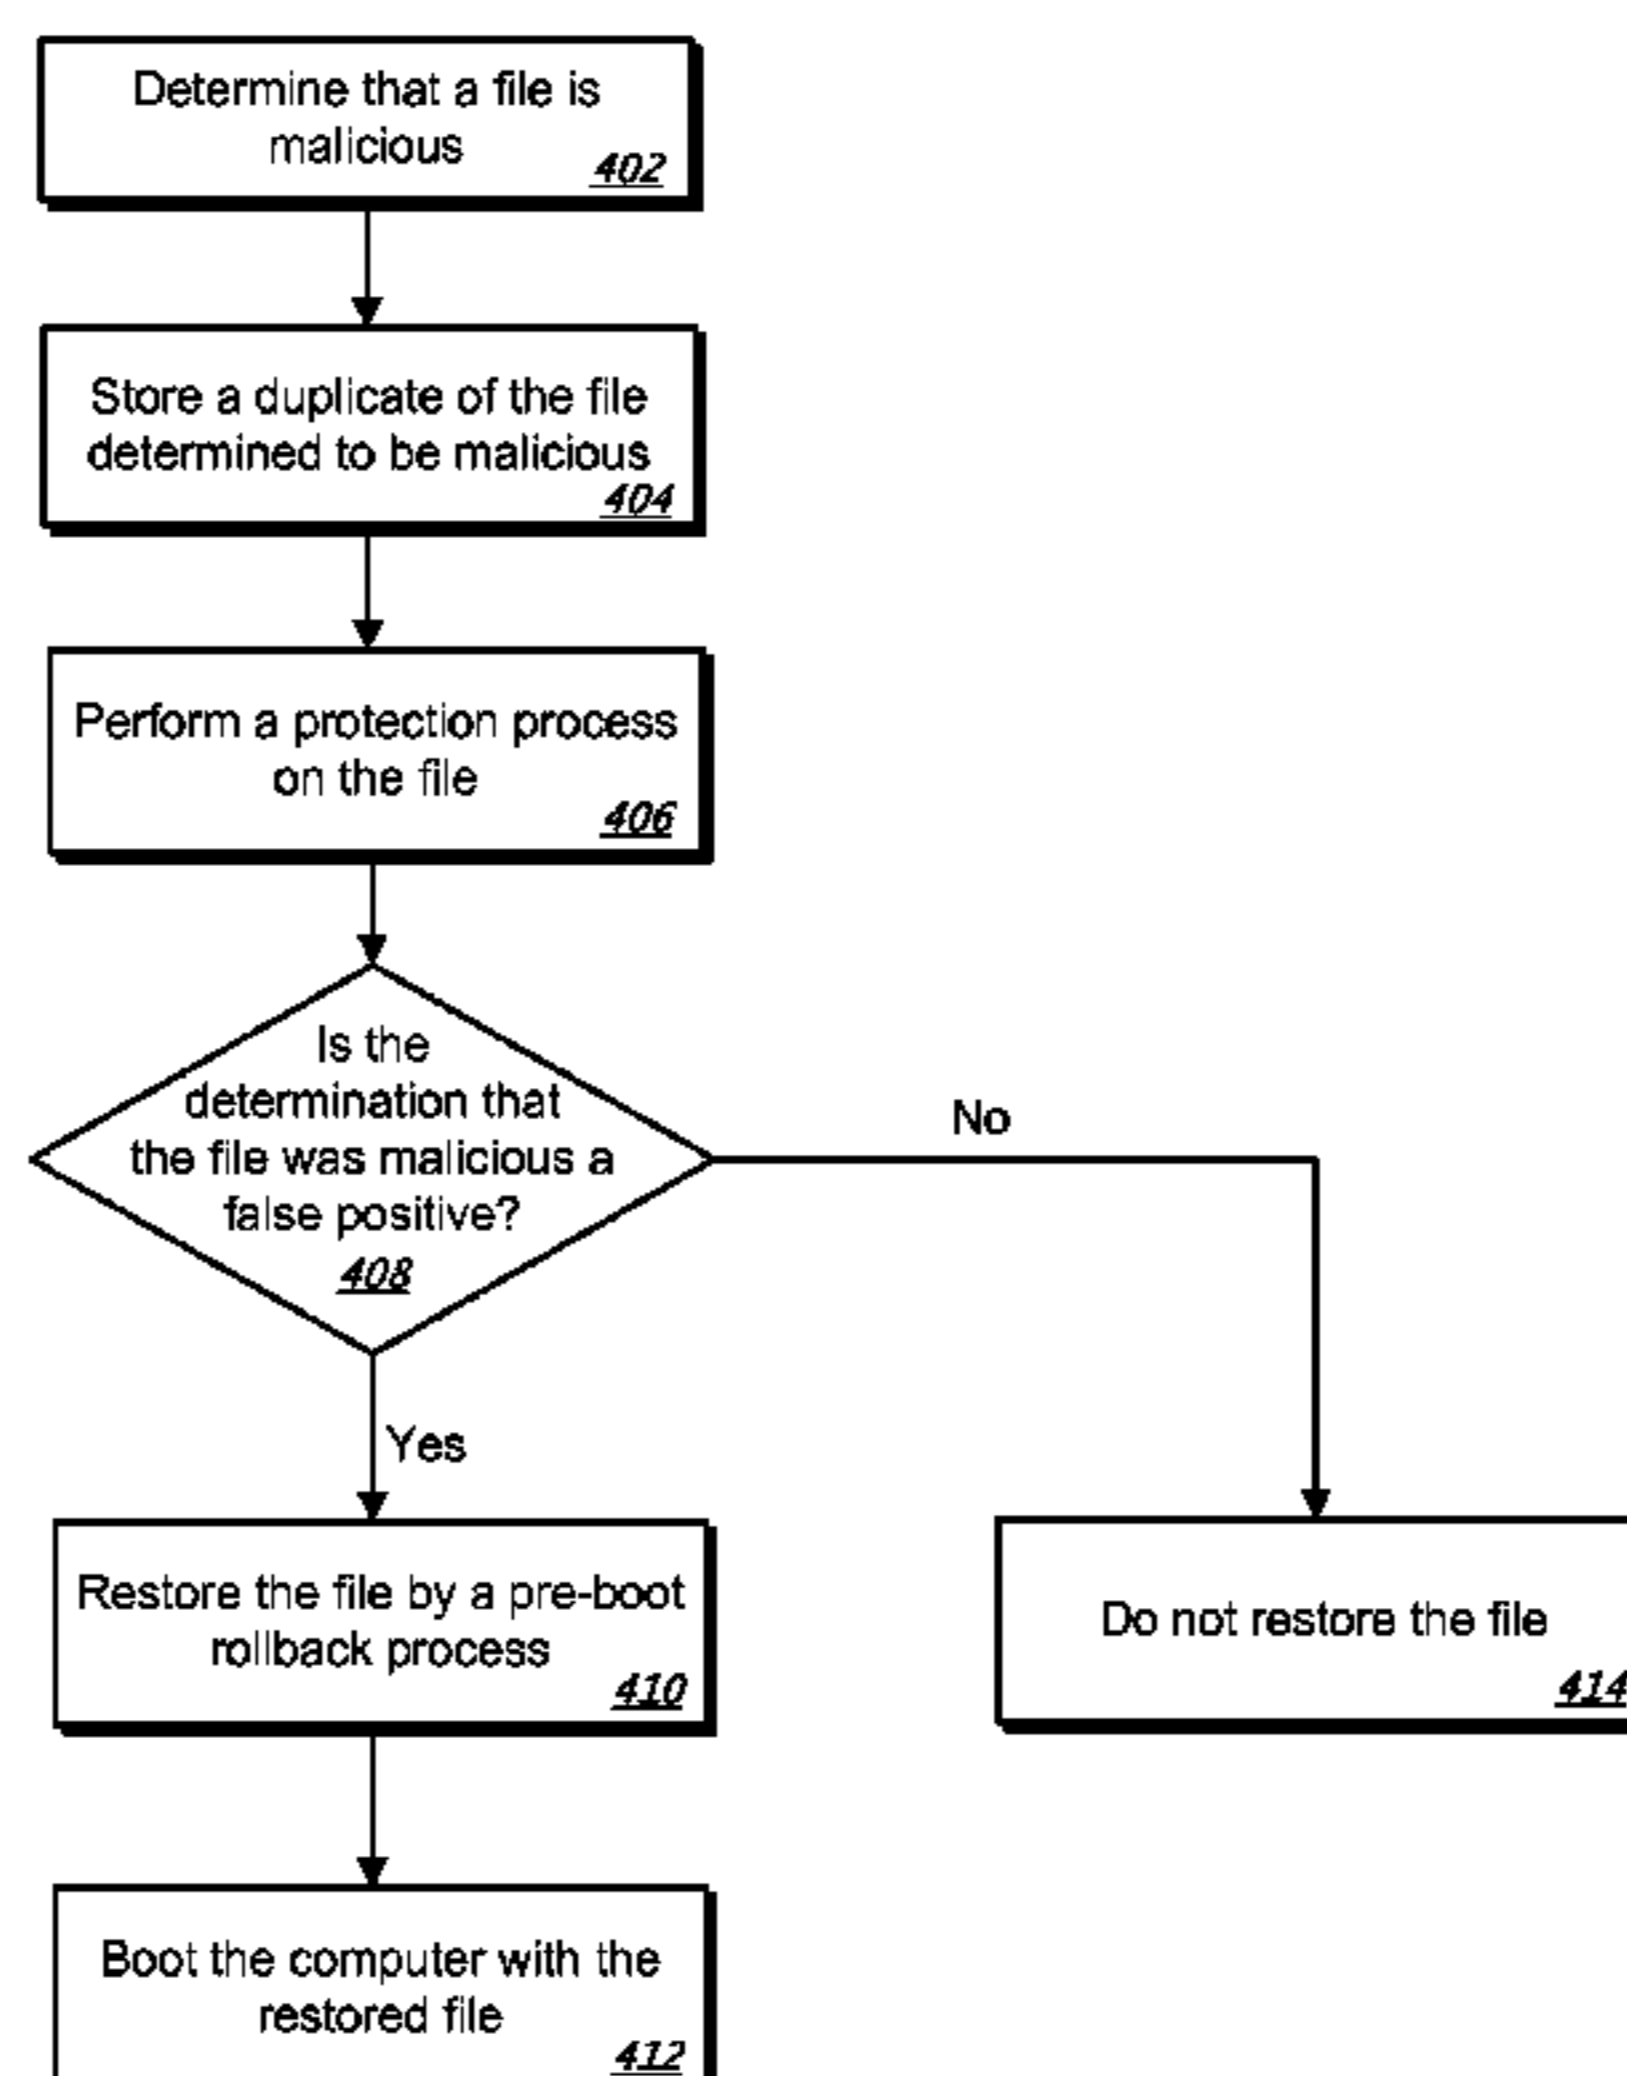 Determine that a file is
malicious
402
Store a duplicate of the file
determined to be malicious
404
Perform a protection process
on the file
406
Is the
determination that
the file was malicious a
false positive?
408
No
Yes
Restore the file by a pre-boot
rollback process
410
Do not restore the file
414
Boot the computer with the
restored file
412